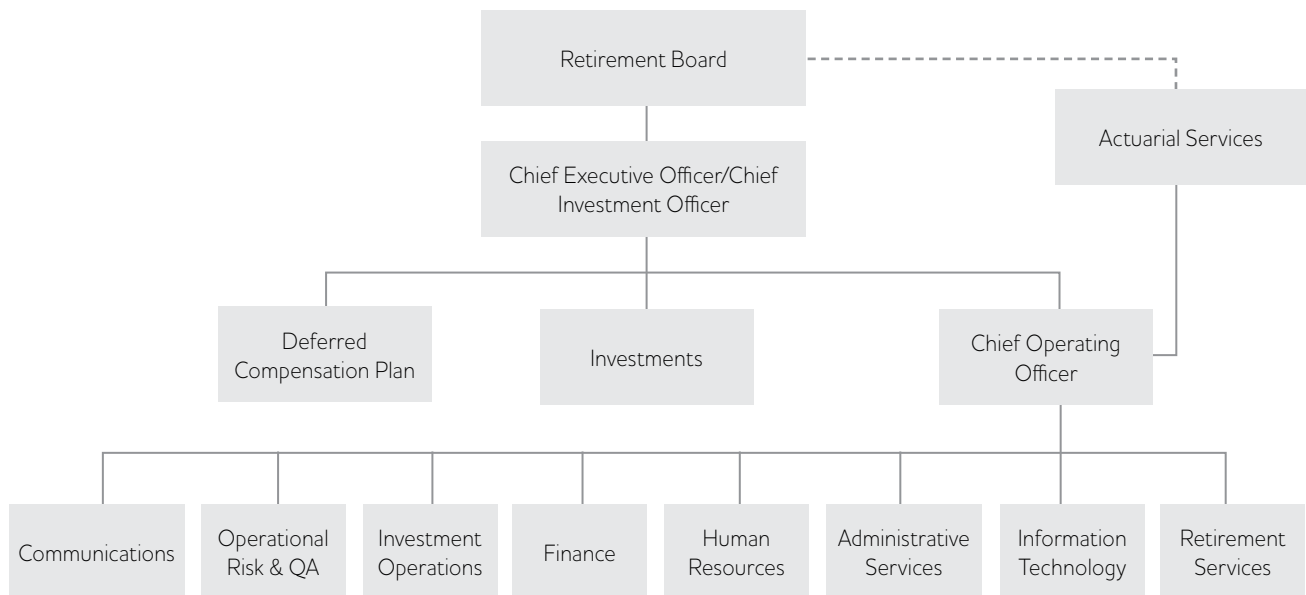 Retirement Board
Actuarial Services
Chief Executive Officer/Chief
Investment Officer
Deferred
Compensation Plan
Investments
Chief Operating
Officer
Communications
Operational
Risk & QA
Investment
Operations
Finance
Human
Resources
Administrative
Services
Information
Technology
Retirement
Services